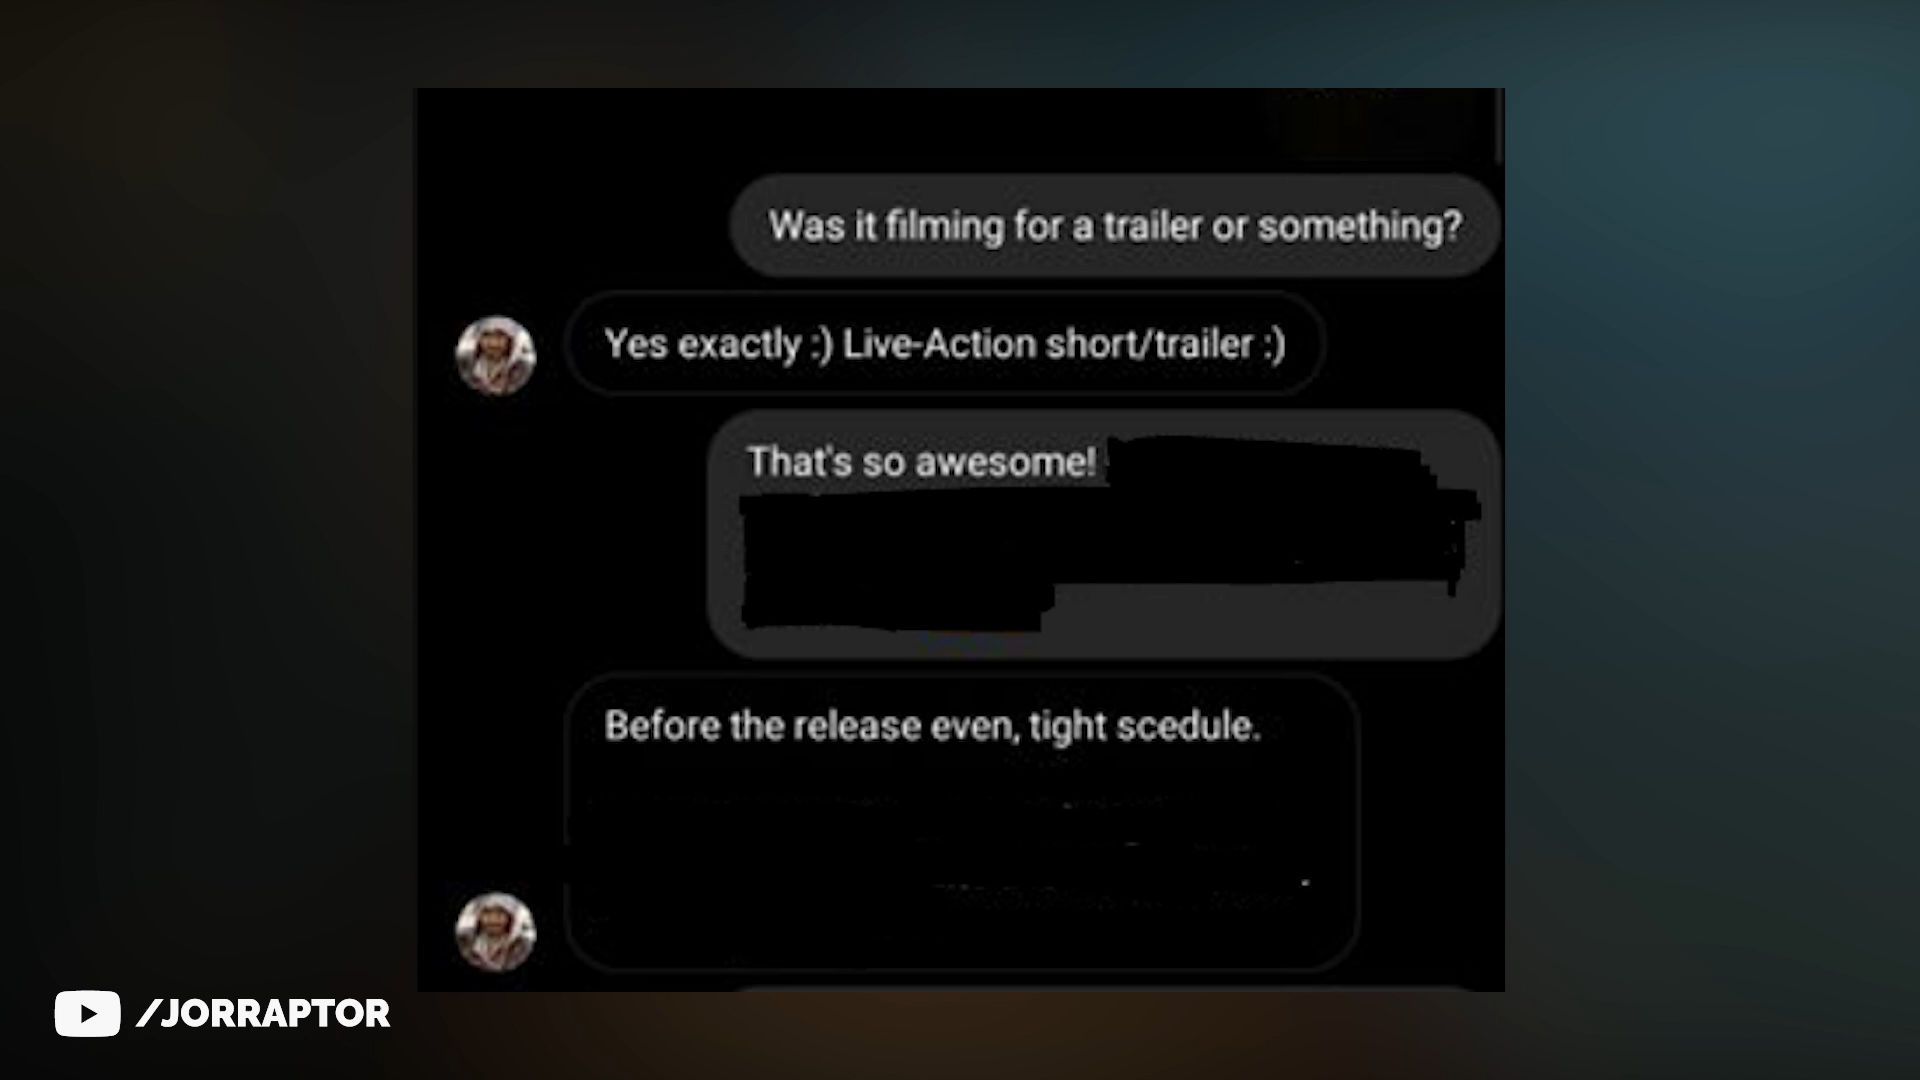 Was it filming for a trailer or something?
Yes exactly :) Live-Action short/trailer :)
That's so awesome!
Before the release even, tight scedule.
/JORRAPTOR